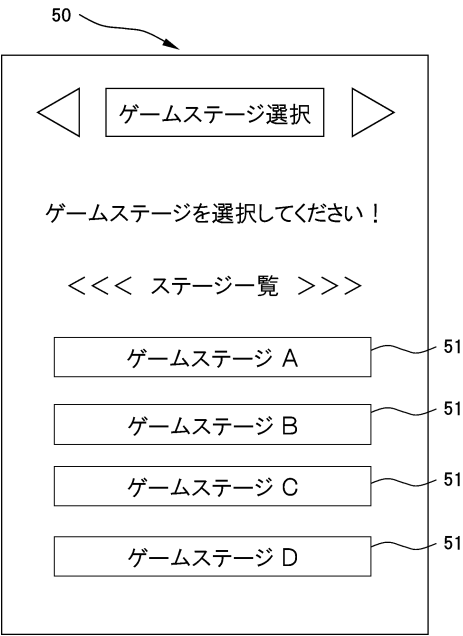 50
ゲームステージ選択
ゲームステージを選択してください！
＜＜＜ ステージ一覧 ＞＞＞
ゲームステージ A 51
ゲームステージ B 51
ゲームステージ C 51
ゲームステージ D 51